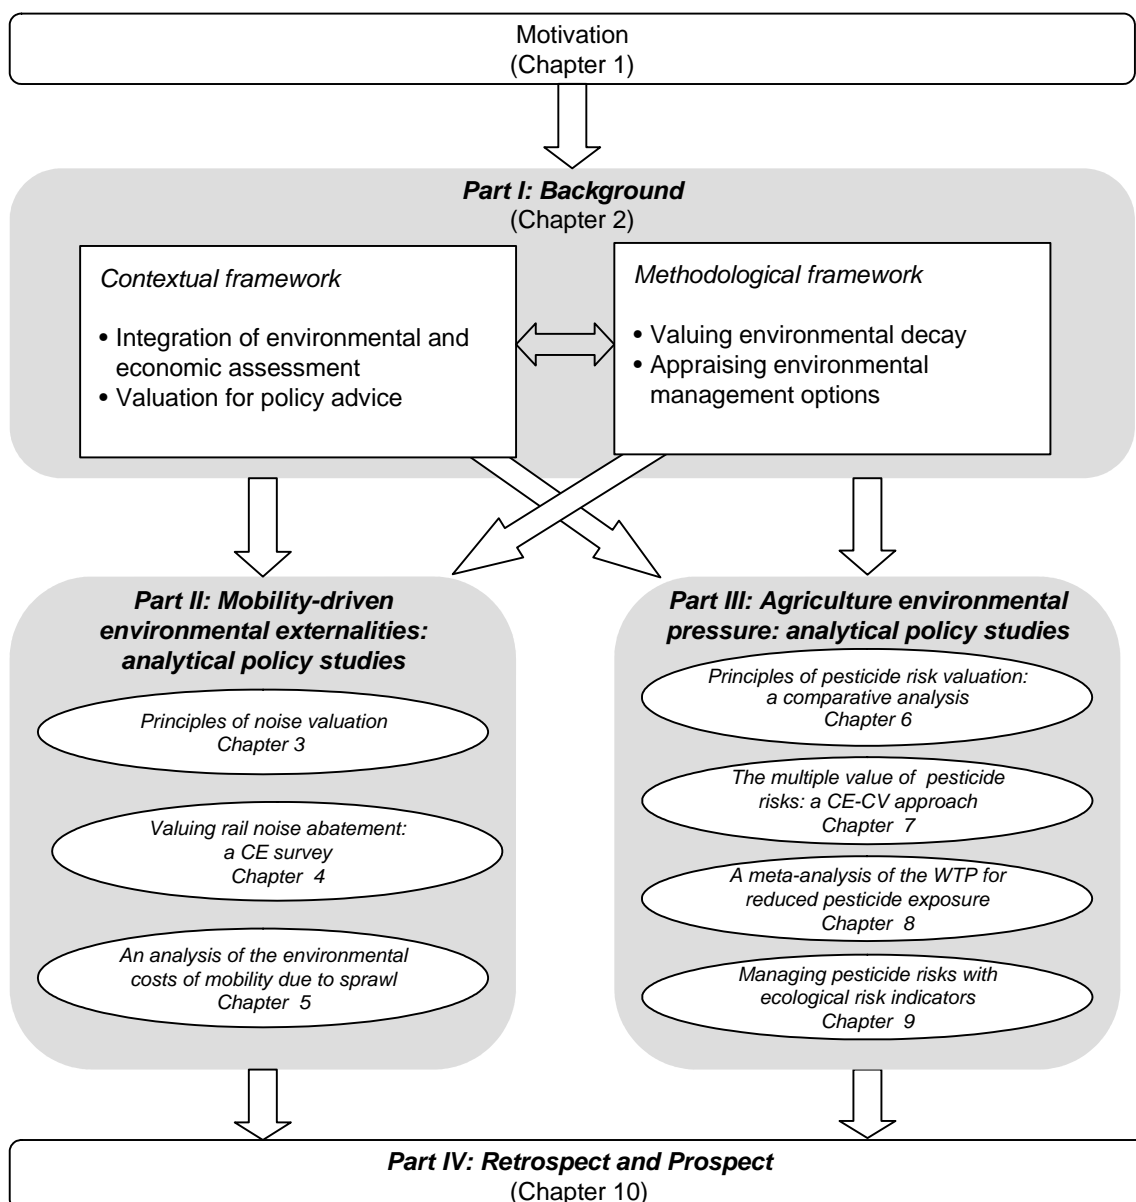 Motivation
(Chapter 1)
Part I: Background
(Chapter 2)
Contextual framework
• Integration of environmental and
economic assessment
• Valuation for policy advice
Methodological framework
• Valuing environmental decay
• Appraising environmental
management options
Part II: Mobility-driven
environmental externalities:
analytical policy studies
Principles of noise valuation
Chapter 3
Valuing rail noise abatement:
a CE survey
Chapter 4
An analysis of the environmental
costs of mobility due to sprawl
Chapter 5
Part III: Agriculture environmental
pressure: analytical policy studies
Principles of pesticide risk valuation:
a comparative analysis
Chapter 6
The multiple value of pesticide
risks: a CE-CV approach
Chapter 7
A meta-analysis of the WTP for
reduced pesticide exposure
Chapter 8
Managing pesticide risks with
ecological risk indicators
Chapter 9
Part IV: Retrospect and Prospect
(Chapter 10)